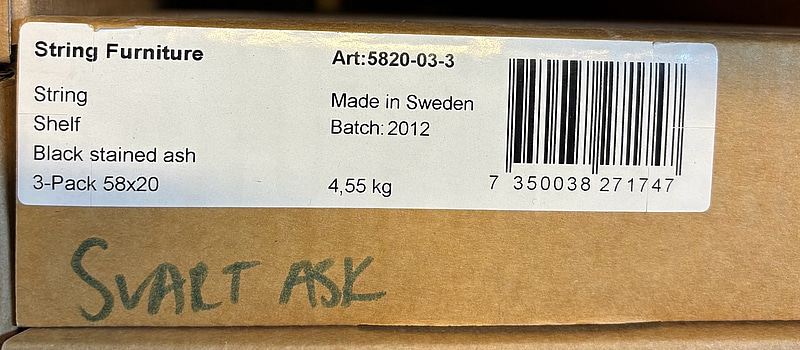 String Furniture
String
Shelf
Black stained ash
3-Pack 58x20
Art:5820-03-3
Made in Sweden
Batch: 2012
4,55 kg
7 350038 271747
SVART ASK